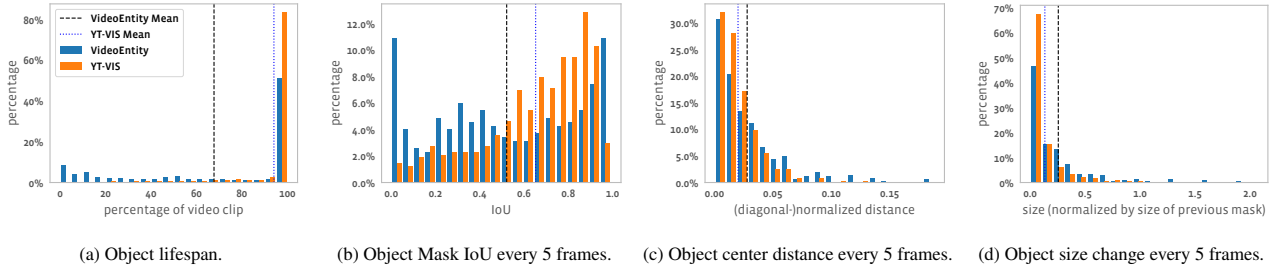 80%
60%
40%
20%
0%
percentage
VideoEntity Mean
YT-VIS Mean
VideoEntity
YT-VIS
0 20 40 60 80 100
percentage of video clip
(a) Object lifespan.
12.0%
10.0%
8.0%
6.0%
4.0%
2.0%
0.0%
percentage
0.0 0.2 0.4 0.6 0.8 1.0
IoU
(b) Object Mask IoU every 5 frames.
30.0%
25.0%
20.0%
15.0%
10.0%
5.0%
0.0%
percentage
0.00 0.05 0.10 0.15
(diagonal-)normalized distance
(c) Object center distance every 5 frames.
70%
60%
50%
40%
30%
20%
10%
0%
percentage
0.0 0.5 1.0 1.5 2.0
size (normalized by size of previous mask)
(d) Object size change every 5 frames.